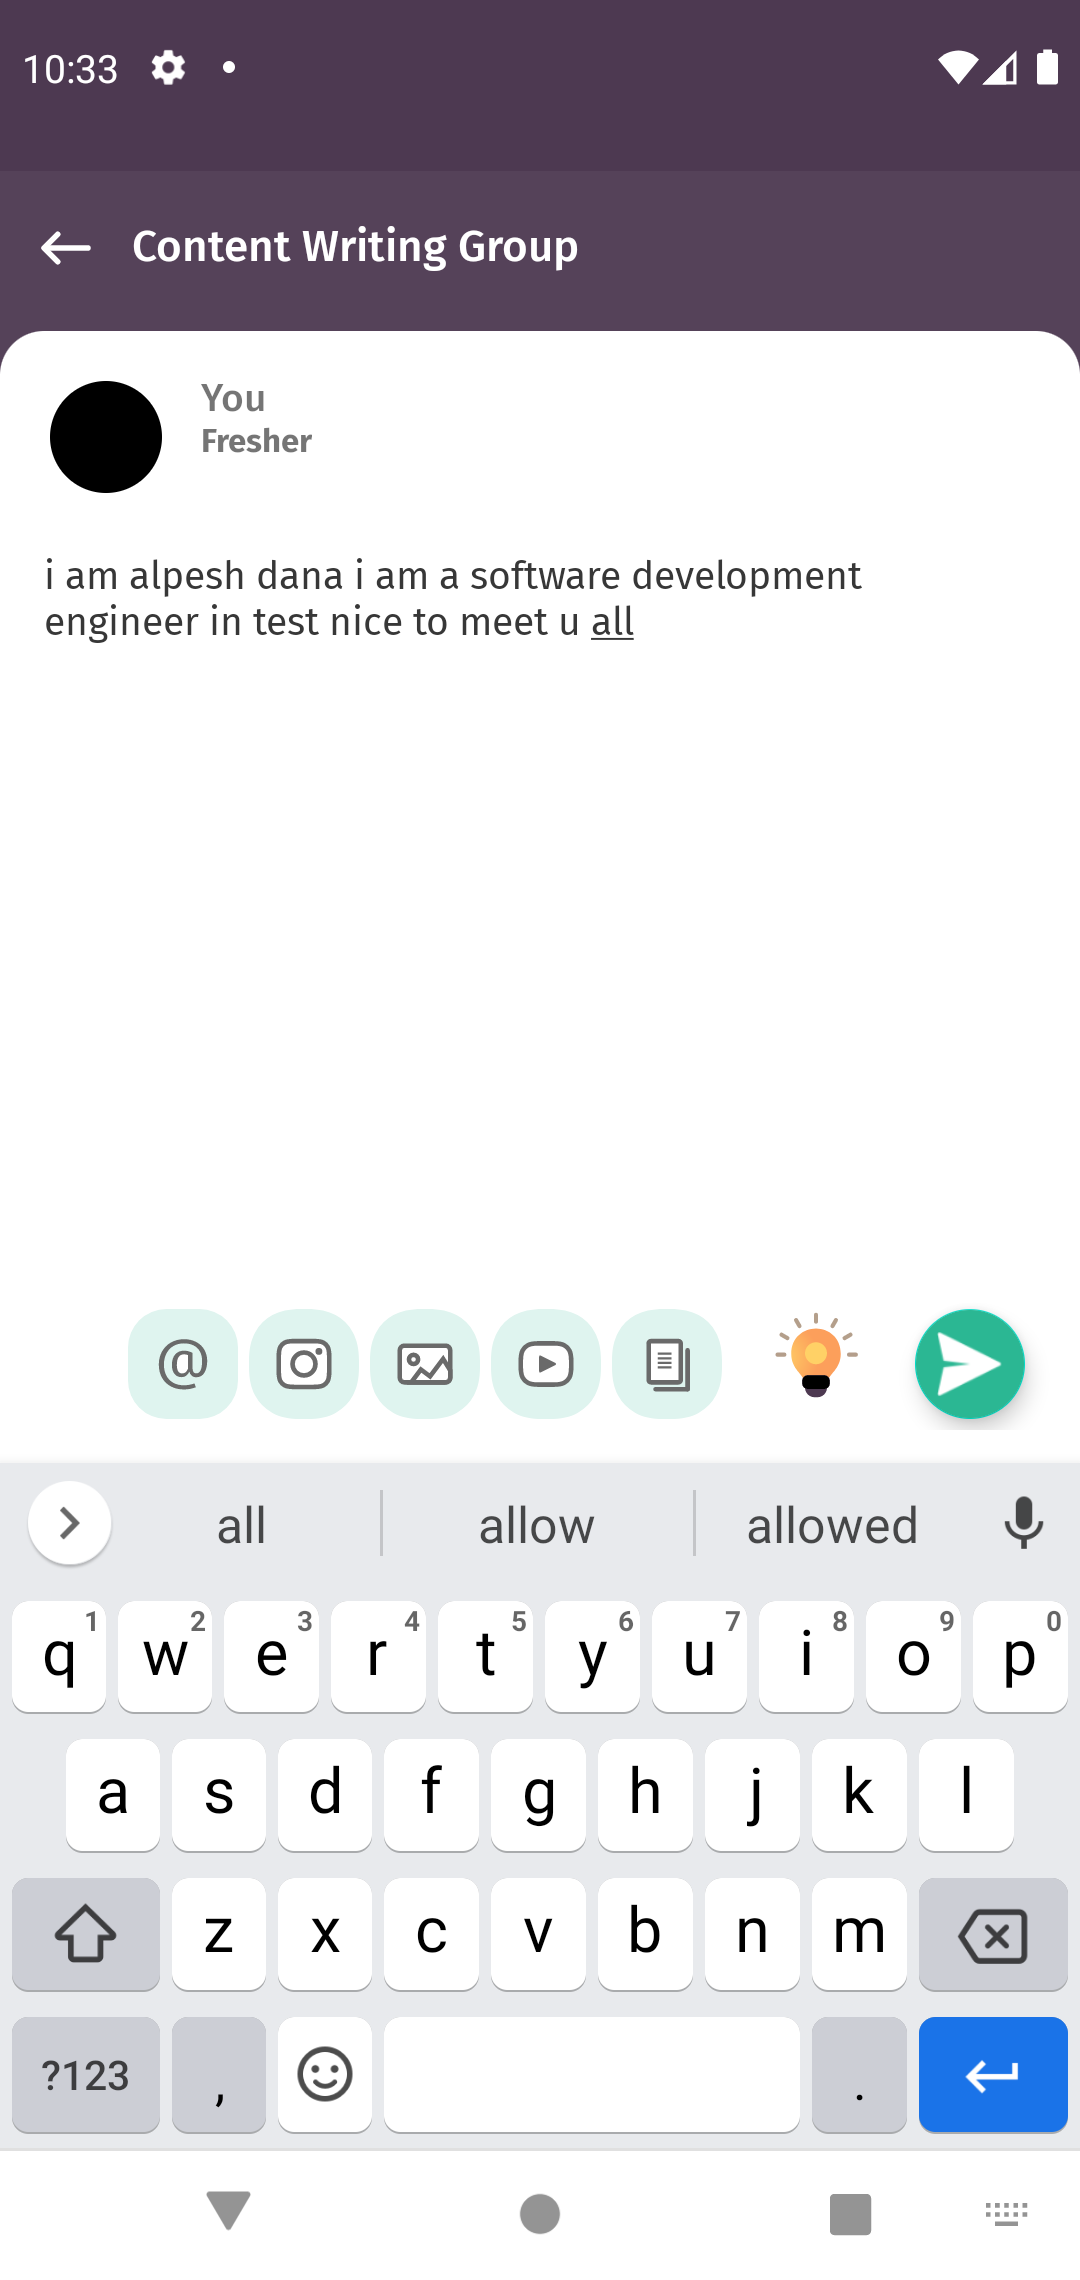 10:33
Content Writing Group
You
Fresher
i am alpesh dana i am a software development
engineer in test nice to meet u all
@
all allow allowed
q 1 w 2 e 3 r 4 t 5 y 6 u 7 i 8 o 9 p 0
a s d f g h j k l
z x c v b n m
?123 , .